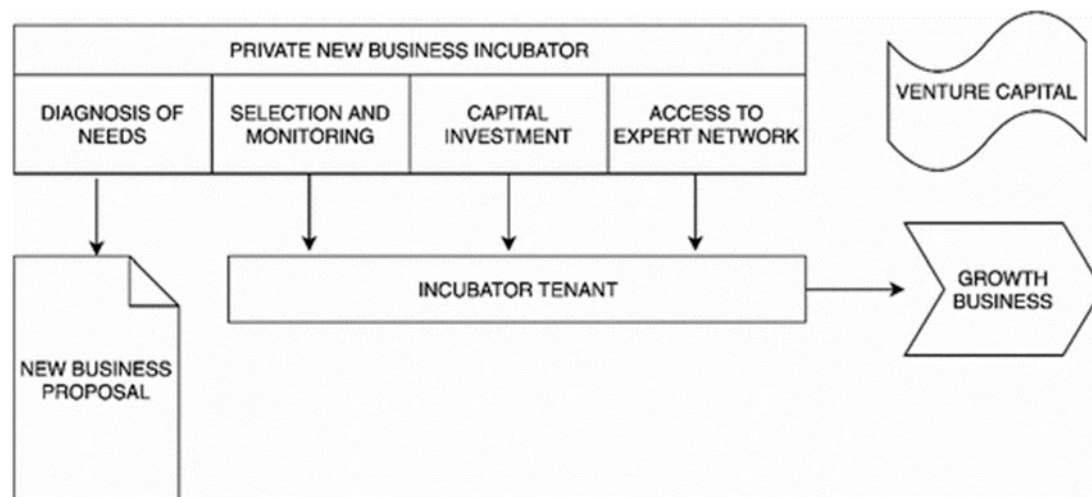 PRIVATE NEW BUSINESS INCUBATOR
DIAGNOSIS OF
NEEDS
SELECTION AND
MONITORING
CAPITAL
INVESTMENT
ACCESS TO
EXPERT NETWORK
VENTURE CAPITAL
INCUBATOR TENANT
GROWTH
BUSINESS
NEW BUSINESS
PROPOSAL